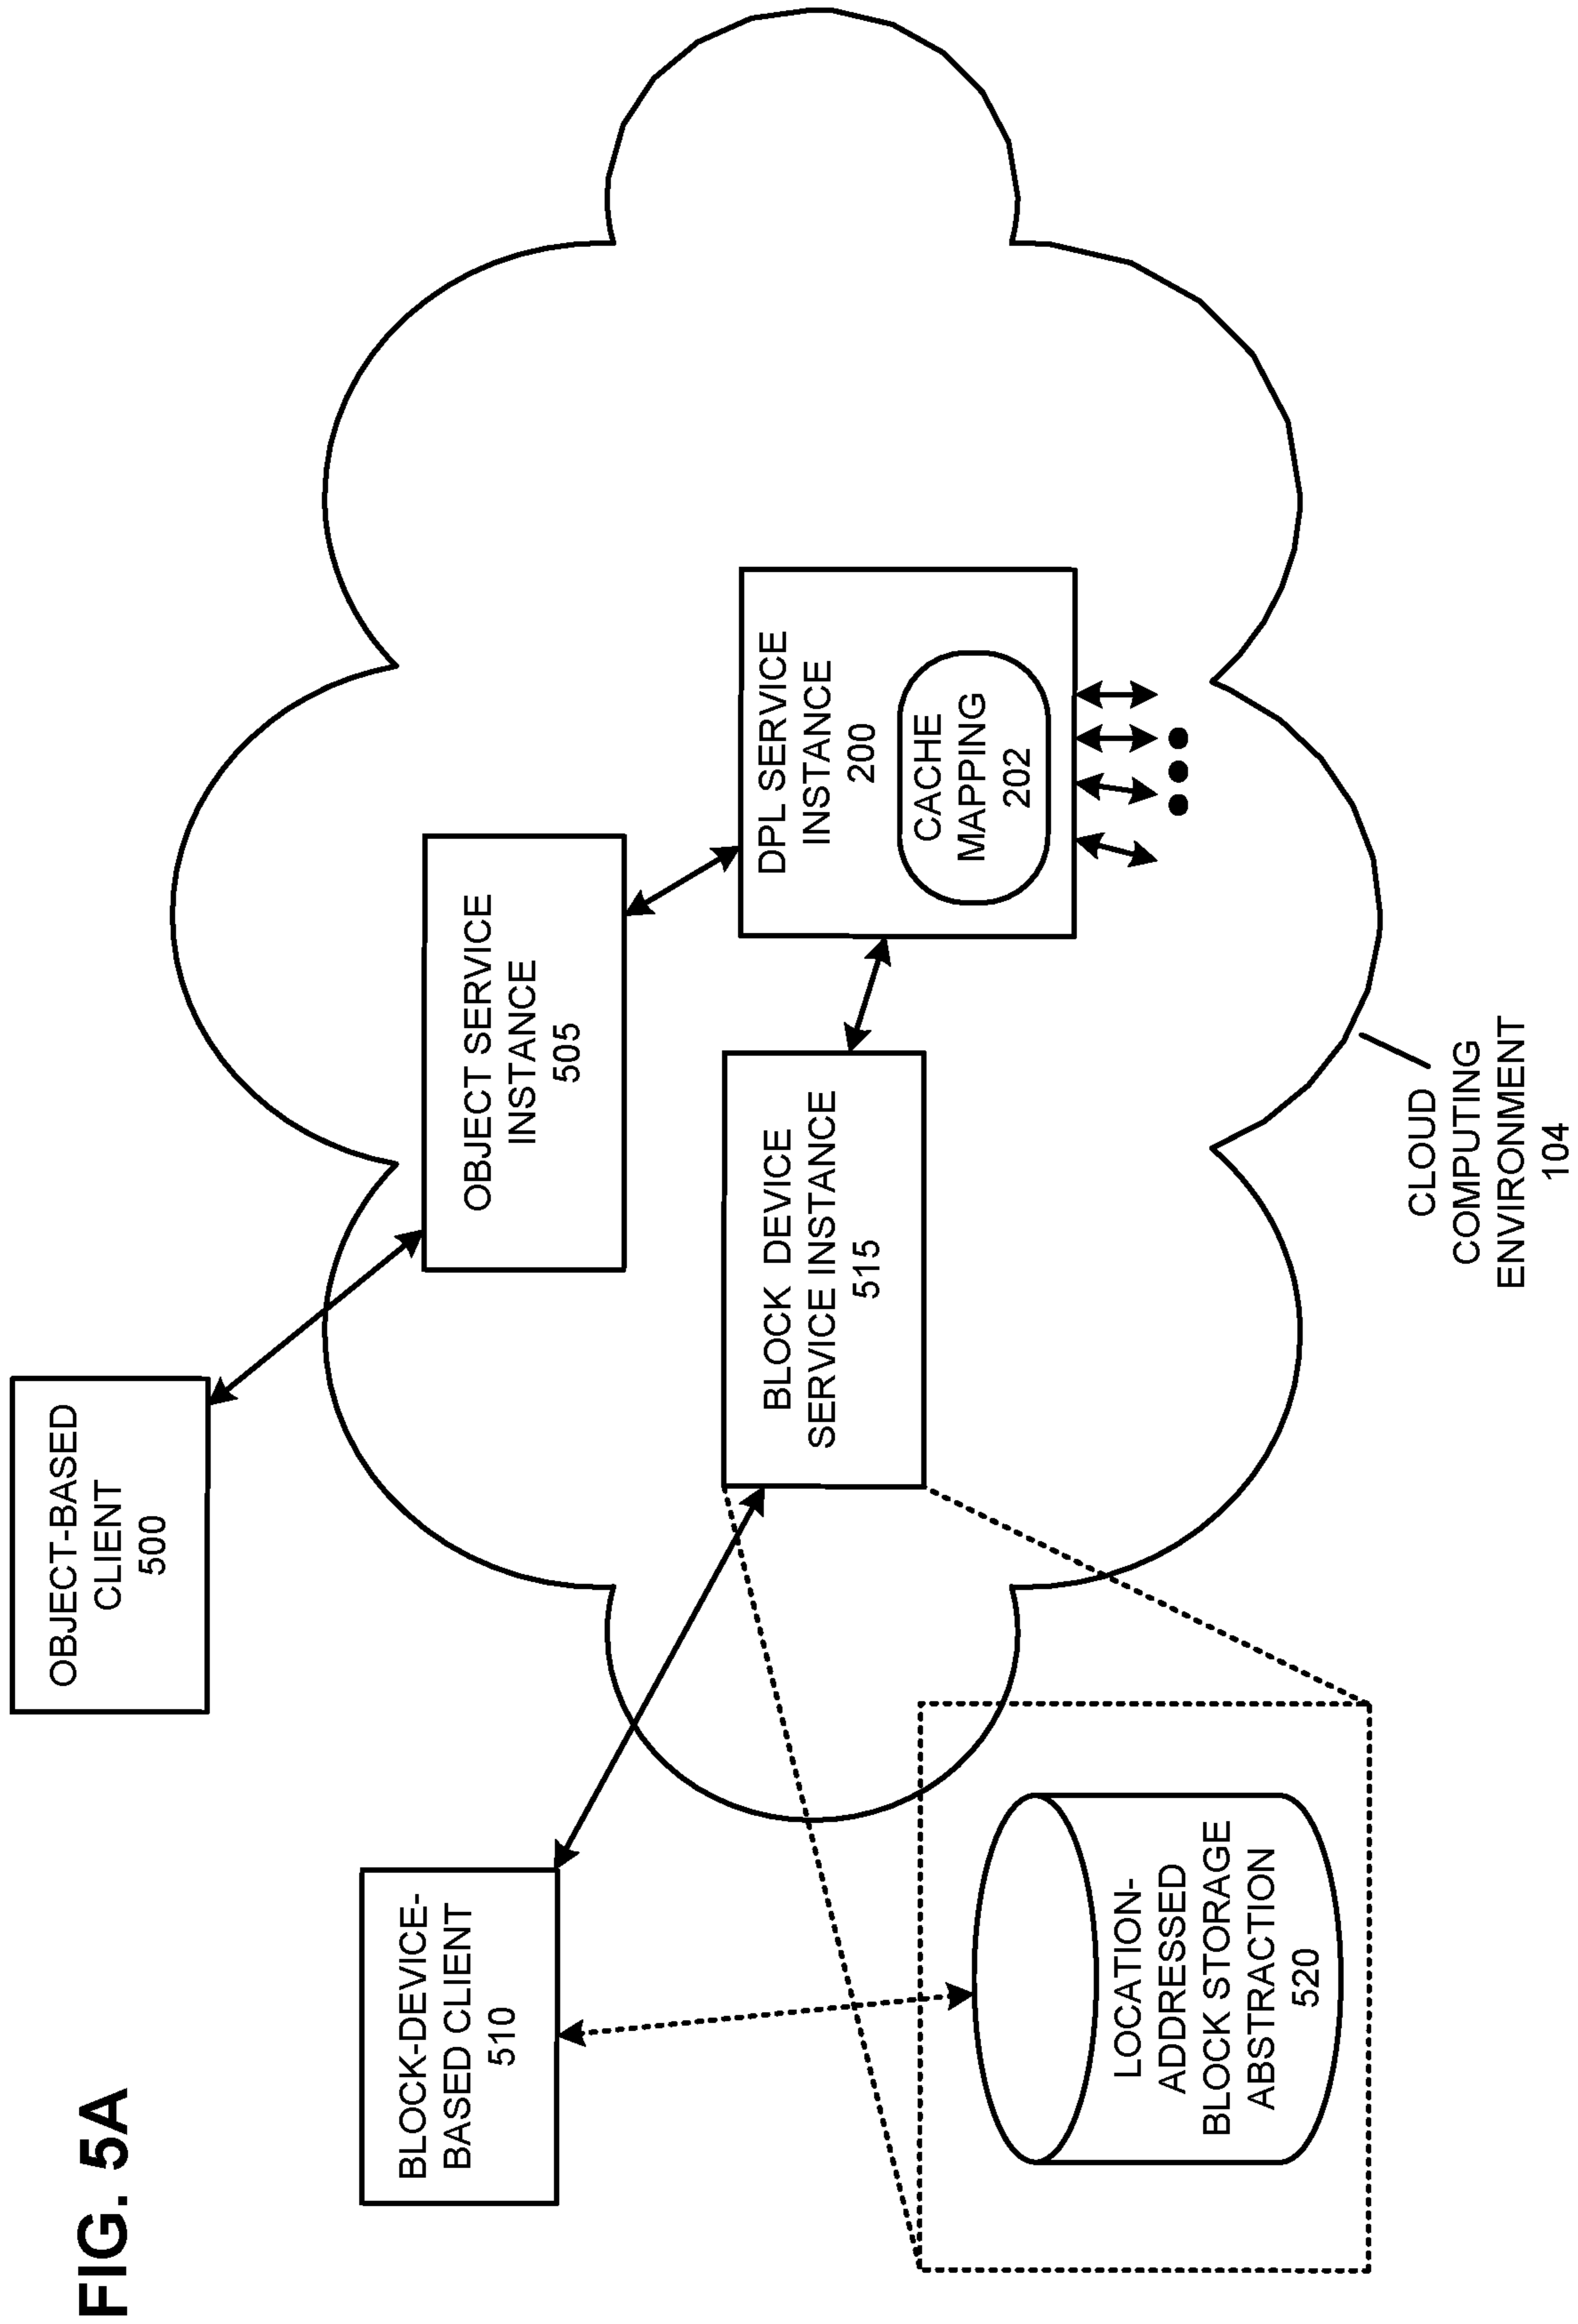 FIG. 5A
OBJECT-BASED
CLIENT
500
BLOCK-DEVICE-
BASED CLIENT
510
OBJECT SERVICE
INSTANCE
505
BLOCK DEVICE
SERVICE INSTANCE
515
DPL SERVICE
INSTANCE
200
CACHE
MAPPING
202
LOCATION-
ADDRESSED
BLOCK STORAGE
ABSTRACTION
520
CLOUD
COMPUTING
ENVIRONMENT
104